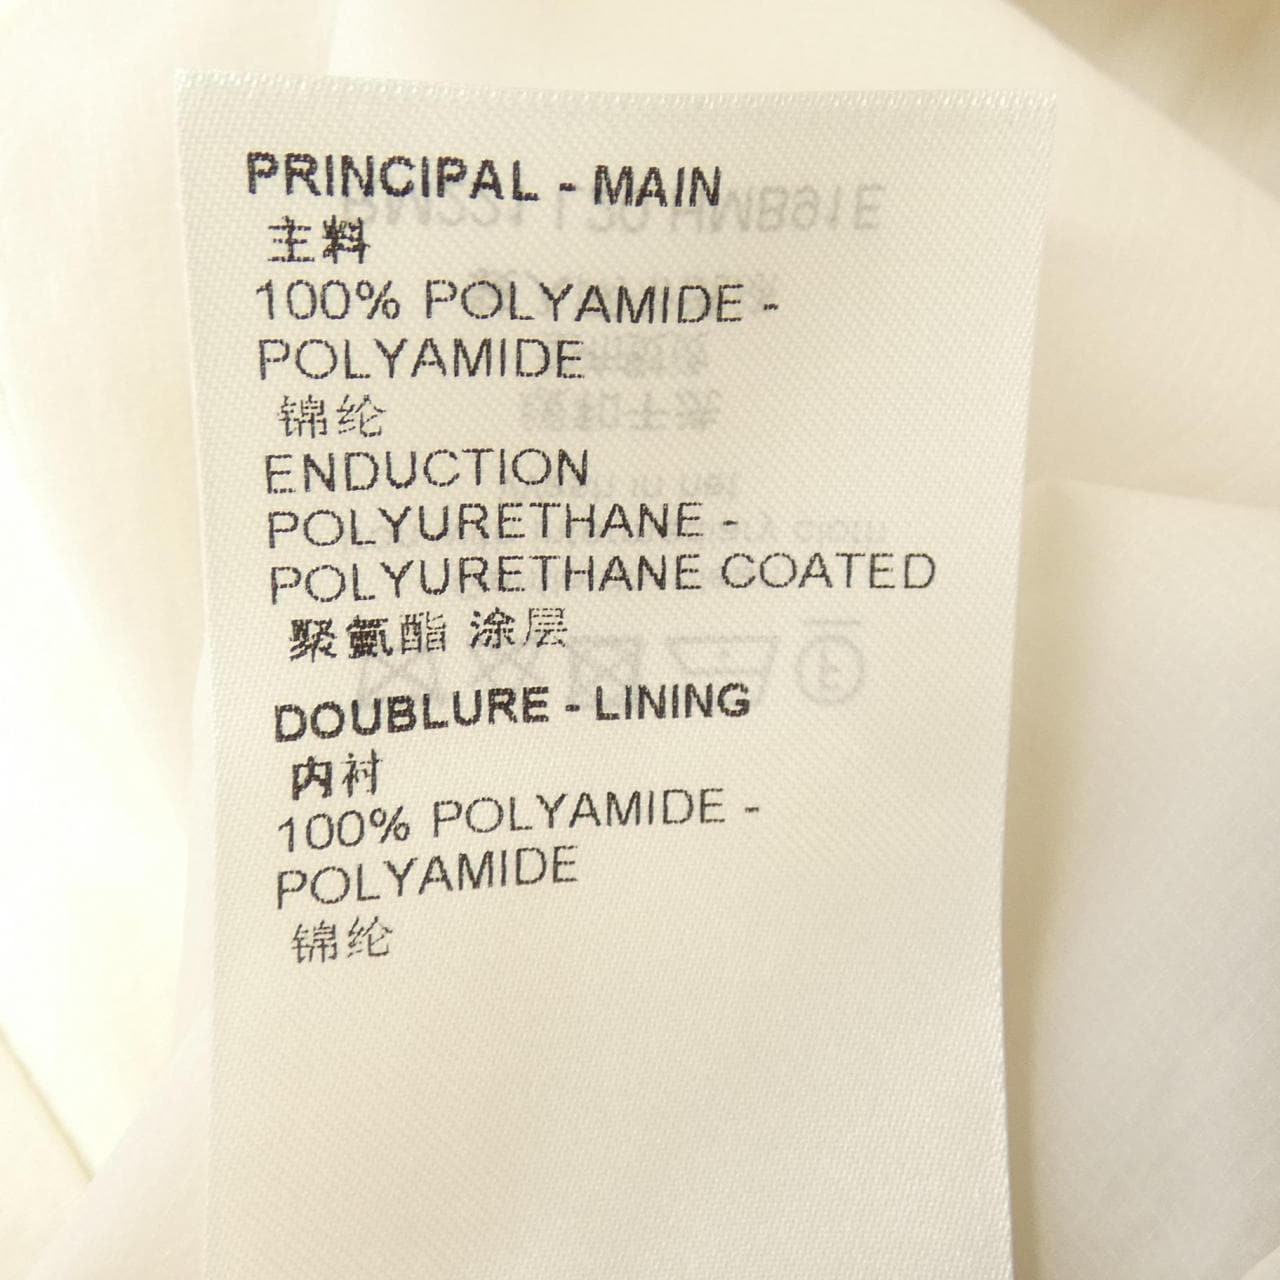 PRINCIPAL - MAIN
主料
100% POLYAMIDE -
POLYAMIDE
锦纶
ENDUCTION
POLYURETHANE -
POLYURETHANE COATED
聚氨酯 涂层
DOUBLURE - LINING
内衬
100% POLYAMIDE -
POLYAMIDE
锦纶